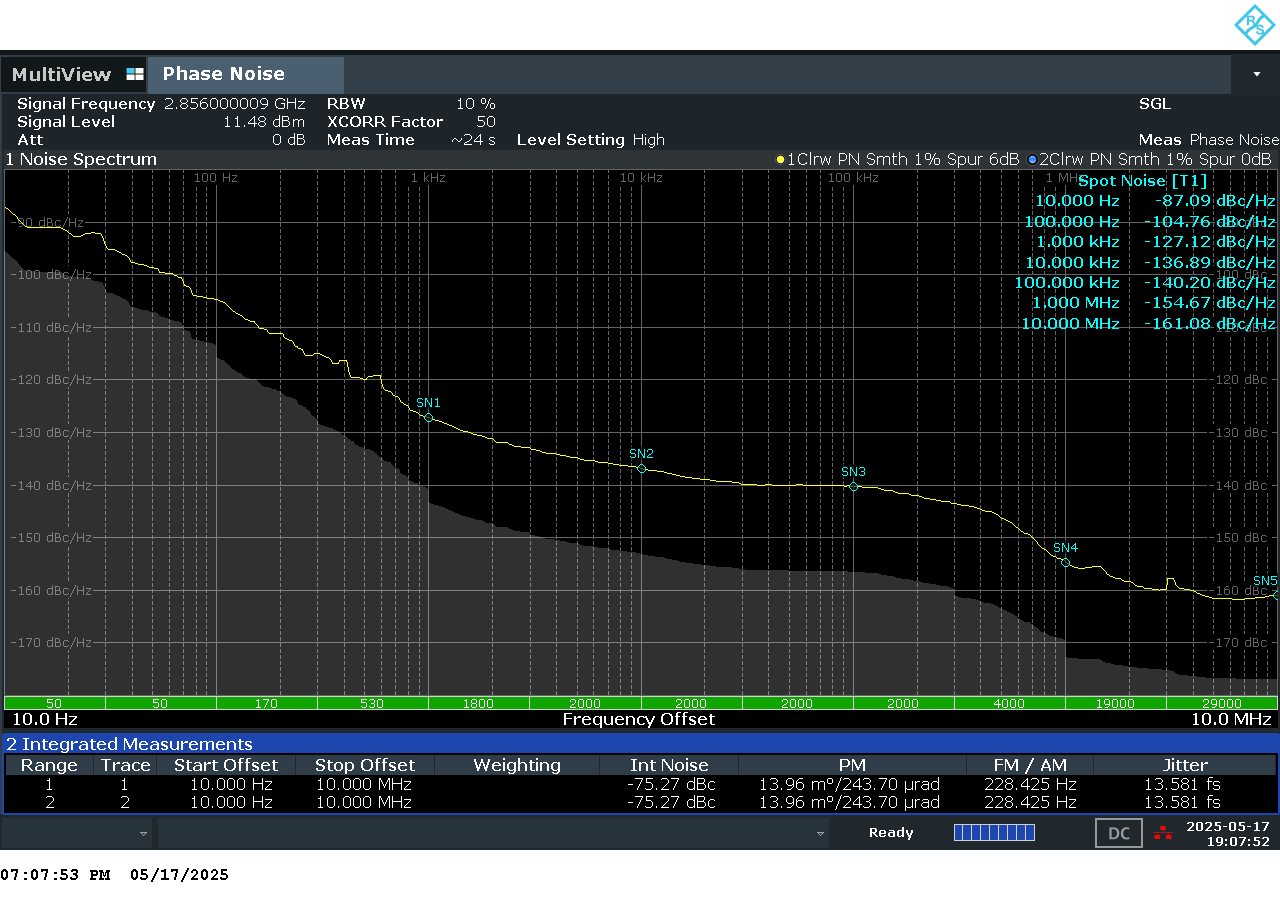 R S
MultiView Phase Noise
Signal Frequency 2.856000009 GHz RBW 10 % SGL
Signal Level 11.48 dBm XCORR Factor 50
Att 0 dB Meas Time ~24 s Level Setting High Meas Phase Noise
1 Noise Spectrum 1Clrw PN Smth 1% Spur 6dB 2Clrw PN Smth 1% Spur 0dB
100 Hz 1 kHz 10 kHz 100 kHz 1 MHz
Spot Noise [T1]
10.000 Hz -87.09 dBc/Hz
100.000 Hz -104.76 dBc/Hz
1.000 kHz -127.12 dBc/Hz
10.000 kHz -136.89 dBc/Hz
100.000 kHz -140.20 dBc/Hz
1.000 MHz -154.67 dBc/Hz
10.000 MHz -161.08 dBc/Hz
-90 dBc/Hz
-100 dBc/Hz -100 dBc
-110 dBc/Hz -110 dBc
-120 dBc/Hz -120 dBc
SN1
-130 dBc/Hz -130 dBc
SN2
SN3
-140 dBc/Hz -140 dBc
-150 dBc/Hz -150 dBc
SN4
SN5
-160 dBc/Hz -160 dBc
-170 dBc/Hz -170 dBc
50 50 170 530 1800 2000 2000 2000 2000 4000 19000 29000
10.0 Hz Frequency Offset 10.0 MHz
2 Integrated Measurements
Range Trace Start Offset Stop Offset Weighting Int Noise PM FM / AM Jitter
1 1 10.000 Hz 10.000 MHz -75.27 dBc 13.96 m°/243.70 µrad 228.425 Hz 13.581 fs
2 2 10.000 Hz 10.000 MHz -75.27 dBc 13.96 m°/243.70 µrad 228.425 Hz 13.581 fs
Ready DC 2025-05-17
19:07:52
07:07:53 PM 05/17/2025